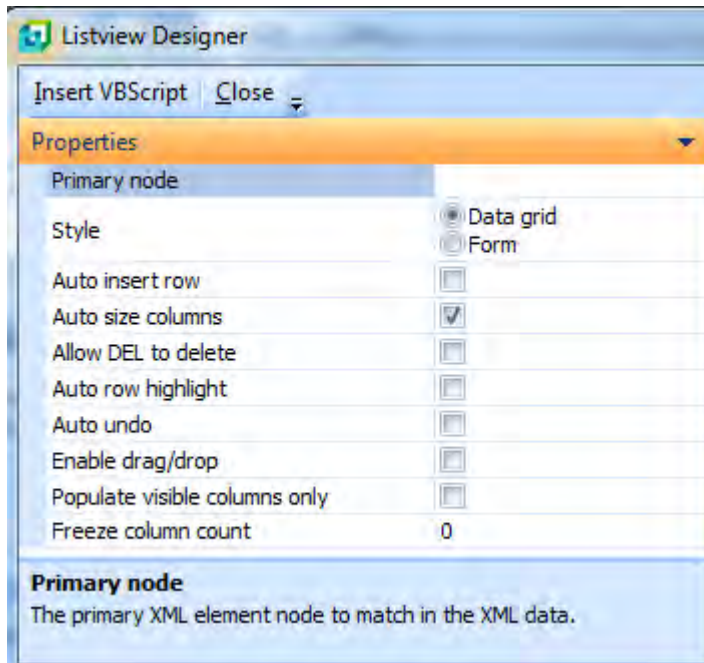 Listview Designer
Insert VBScript Close
Properties
Primary node
Style
Data grid
Form
Auto insert row
Auto size columns
Allow DEL to delete
Auto row highlight
Auto undo
Enable drag/drop
Populate visible columns only
Freeze column count 0
Primary node
The primary XML element node to match in the XML data.